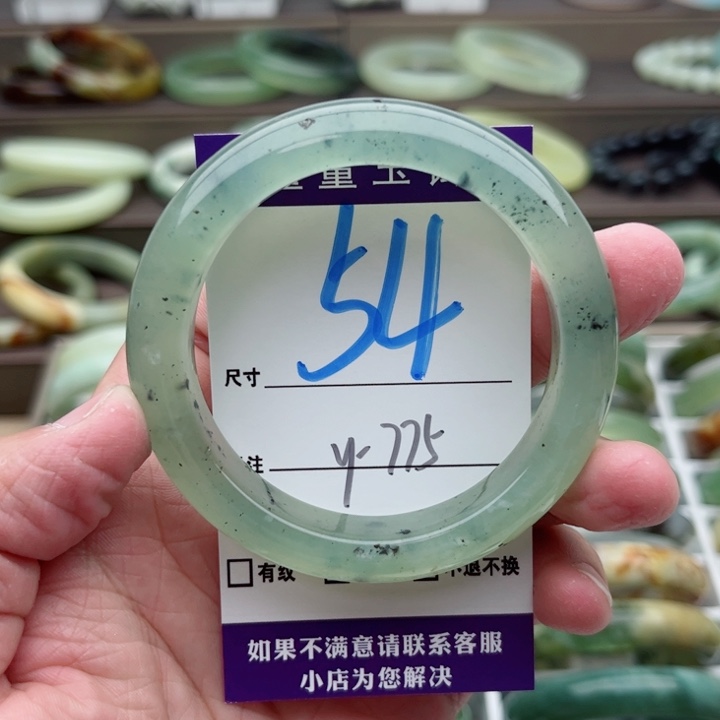 54
尺寸
注 y-775
有纹 不退不换
如果不满意请联系客服
小店为您解决